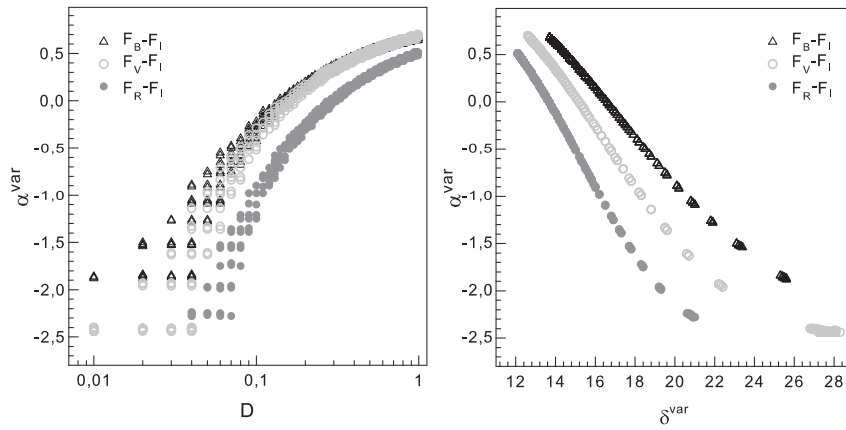 α^var
0,5
0,0
-0,5
-1,0
-1,5
-2,0
-2,5
F_B-F_I
F_V-F_I
F_R-F_I
0,01
0,1
1
D
α^var
0,5
0,0
-0,5
-1,0
-1,5
-2,0
-2,5
F_B-F_I
F_V-F_I
F_R-F_I
12
14
16
18
20
22
24
26
28
δ^var